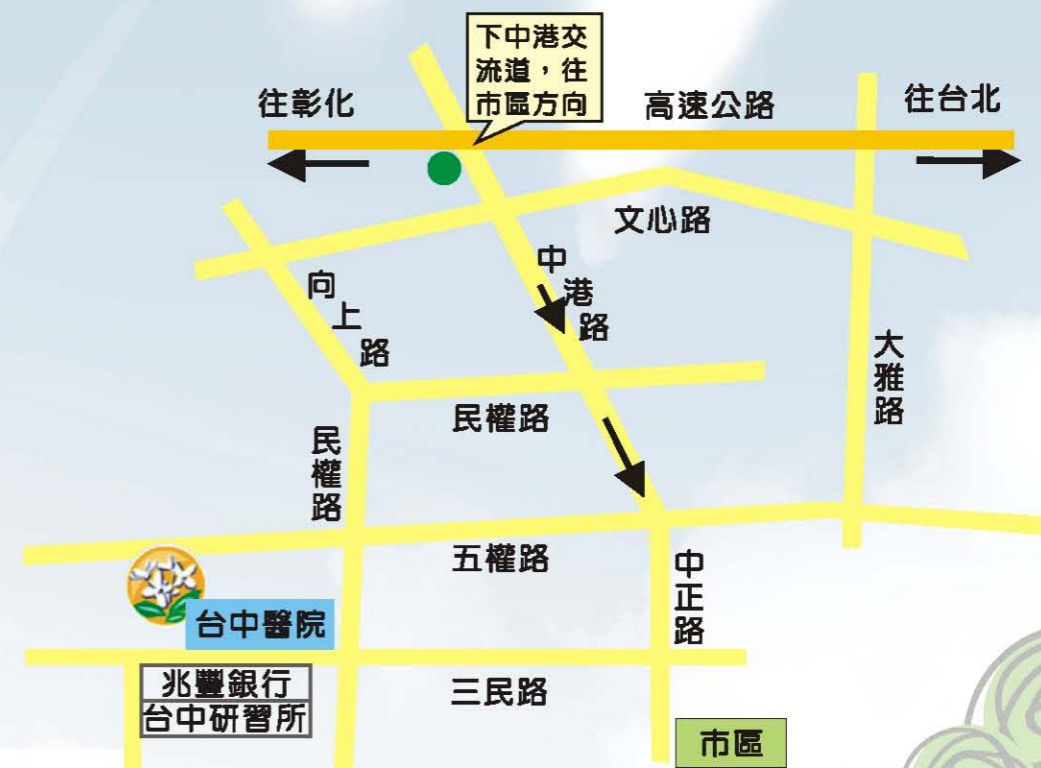 下中港交
流道，往
市區方向
往彰化
高速公路
往台北
文心路
中港路
向上路
大雅路
民權路
民權路
五權路
中正路
台中醫院
兆豐銀行
台中研習所
三民路
市區